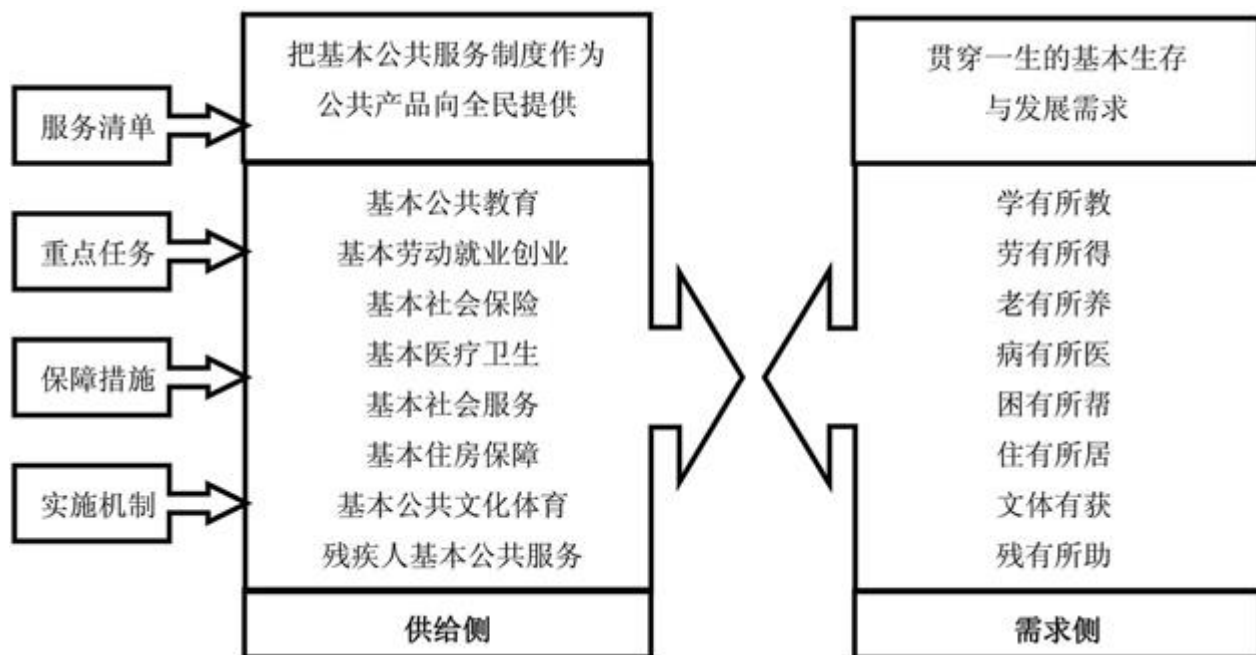 服务清单
重点任务
保障措施
实施机制
把基本公共服务制度作为
公共产品向全民提供
基本公共教育
基本劳动就业创业
基本社会保险
基本医疗卫生
基本社会服务
基本住房保障
基本公共文化体育
残疾人基本公共服务
供给侧
贯穿一生的基本生存
与发展需求
学有所教
劳有所得
老有所养
病有所医
困有所帮
住有所居
文体有获
残有所助
需求侧